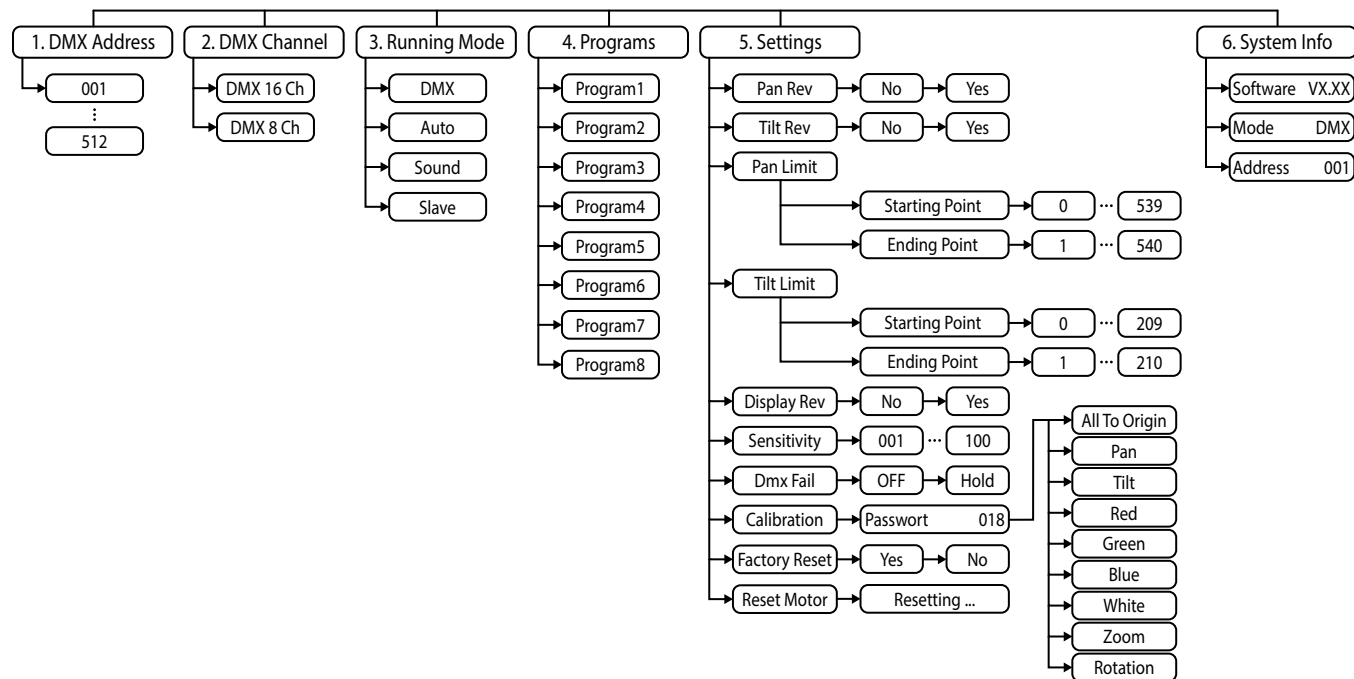 1. DMX Address
001
⋮
512
2. DMX Channel
DMX 16 Ch
DMX 8 Ch
3. Running Mode
DMX
Auto
Sound
Slave
4. Programs
Program1
Program2
Program3
Program4
Program5
Program6
Program7
Program8
5. Settings
Pan Rev No Yes
Tilt Rev No Yes
Pan Limit
Starting Point 0 ··· 539
Ending Point 1 ··· 540
Tilt Limit
Starting Point 0 ··· 209
Ending Point 1 ··· 210
Display Rev No Yes
Sensitivity 001 ··· 100
Dmx Fail OFF Hold
Calibration Passwort 018
All To Origin
Pan
Tilt
Red
Green
Blue
White
Zoom
Rotation
Factory Reset Yes No
Reset Motor Resetting ...
6. System Info
Software VX.XX
Mode DMX
Address 001